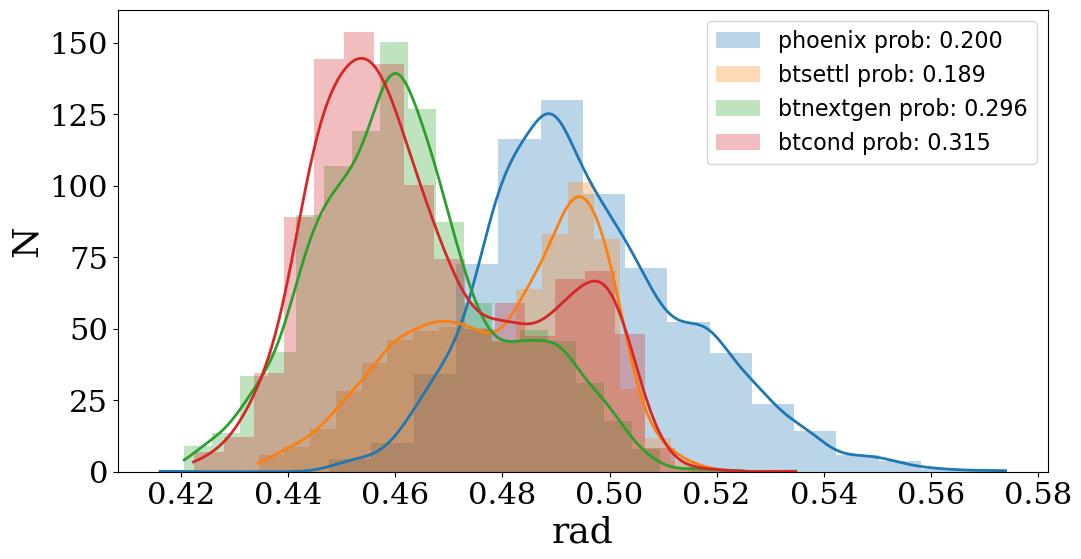 phoenix prob: 0.200
btsettl prob: 0.189
btnextgen prob: 0.296
btcond prob: 0.315
N
150
125
100
75
50
25
0
0.42 0.44 0.46 0.48 0.50 0.52 0.54 0.56 0.58
rad